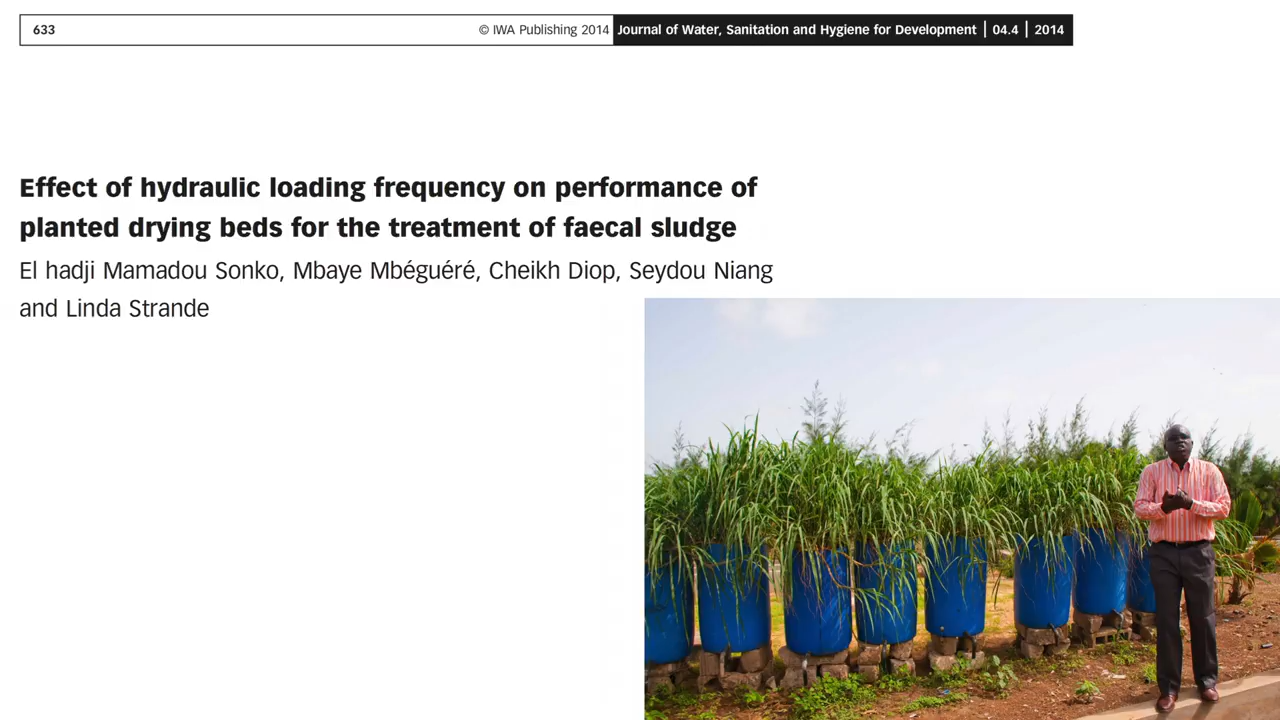 633 © IWA Publishing 2014 Journal of Water, Sanitation and Hygiene for Development | 04.4 | 2014
Effect of hydraulic loading frequency on performance of
planted drying beds for the treatment of faecal sludge
El hadji Mamadou Sonko, Mbaye Mbéguéré, Cheikh Diop, Seydou Niang
and Linda Strande